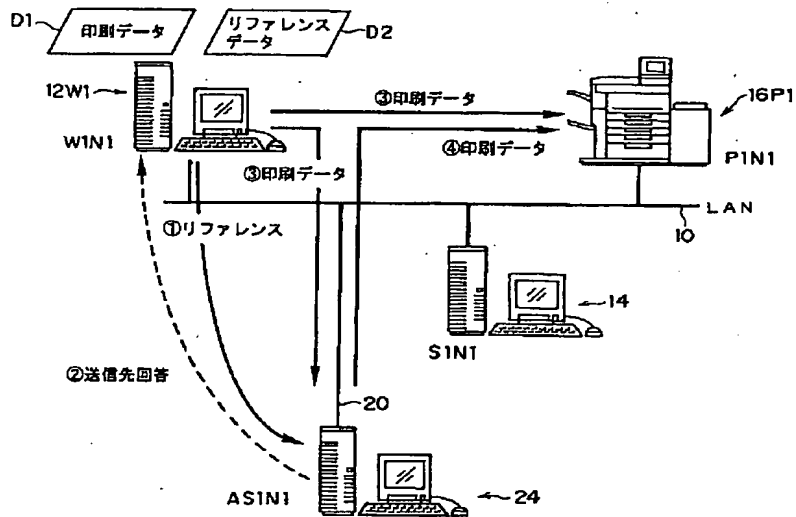 D1
印刷データ
リファレンス
データ
D2
12W1
W1N1
③印刷データ
③印刷データ
④印刷データ
16P1
P1N1
LAN
10
①リファレンス
14
S1N1
②送信先回答
20
AS1N1
24